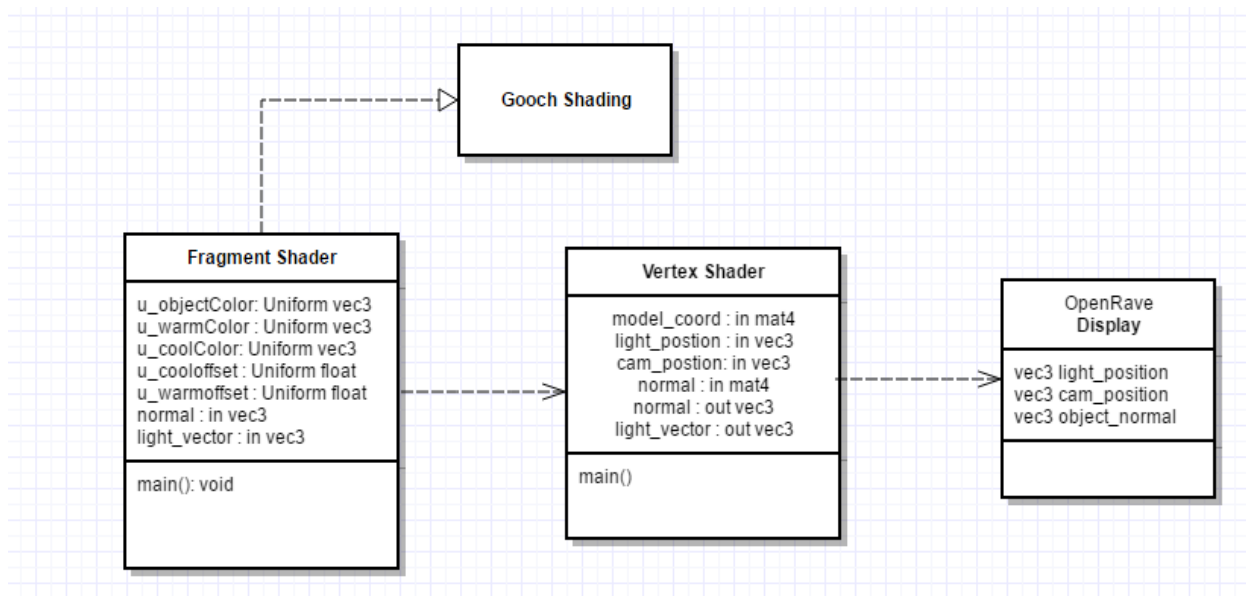 Gooch Shading
Fragment Shader
u_objectColor: Uniform vec3
u_warmColor : Uniform vec3
u_coolColor: Uniform vec3
u_cooloffset : Uniform float
u_warmoffset : Uniform float
normal : in vec3
light_vector : in vec3
main(): void
Vertex Shader
model_coord : in mat4
light_postion : in vec3
cam_postion: in vec3
normal : in mat4
normal : out vec3
light_vector : out vec3
main()
OpenRave
Display
vec3 light_position
vec3 cam_position
vec3 object_normal